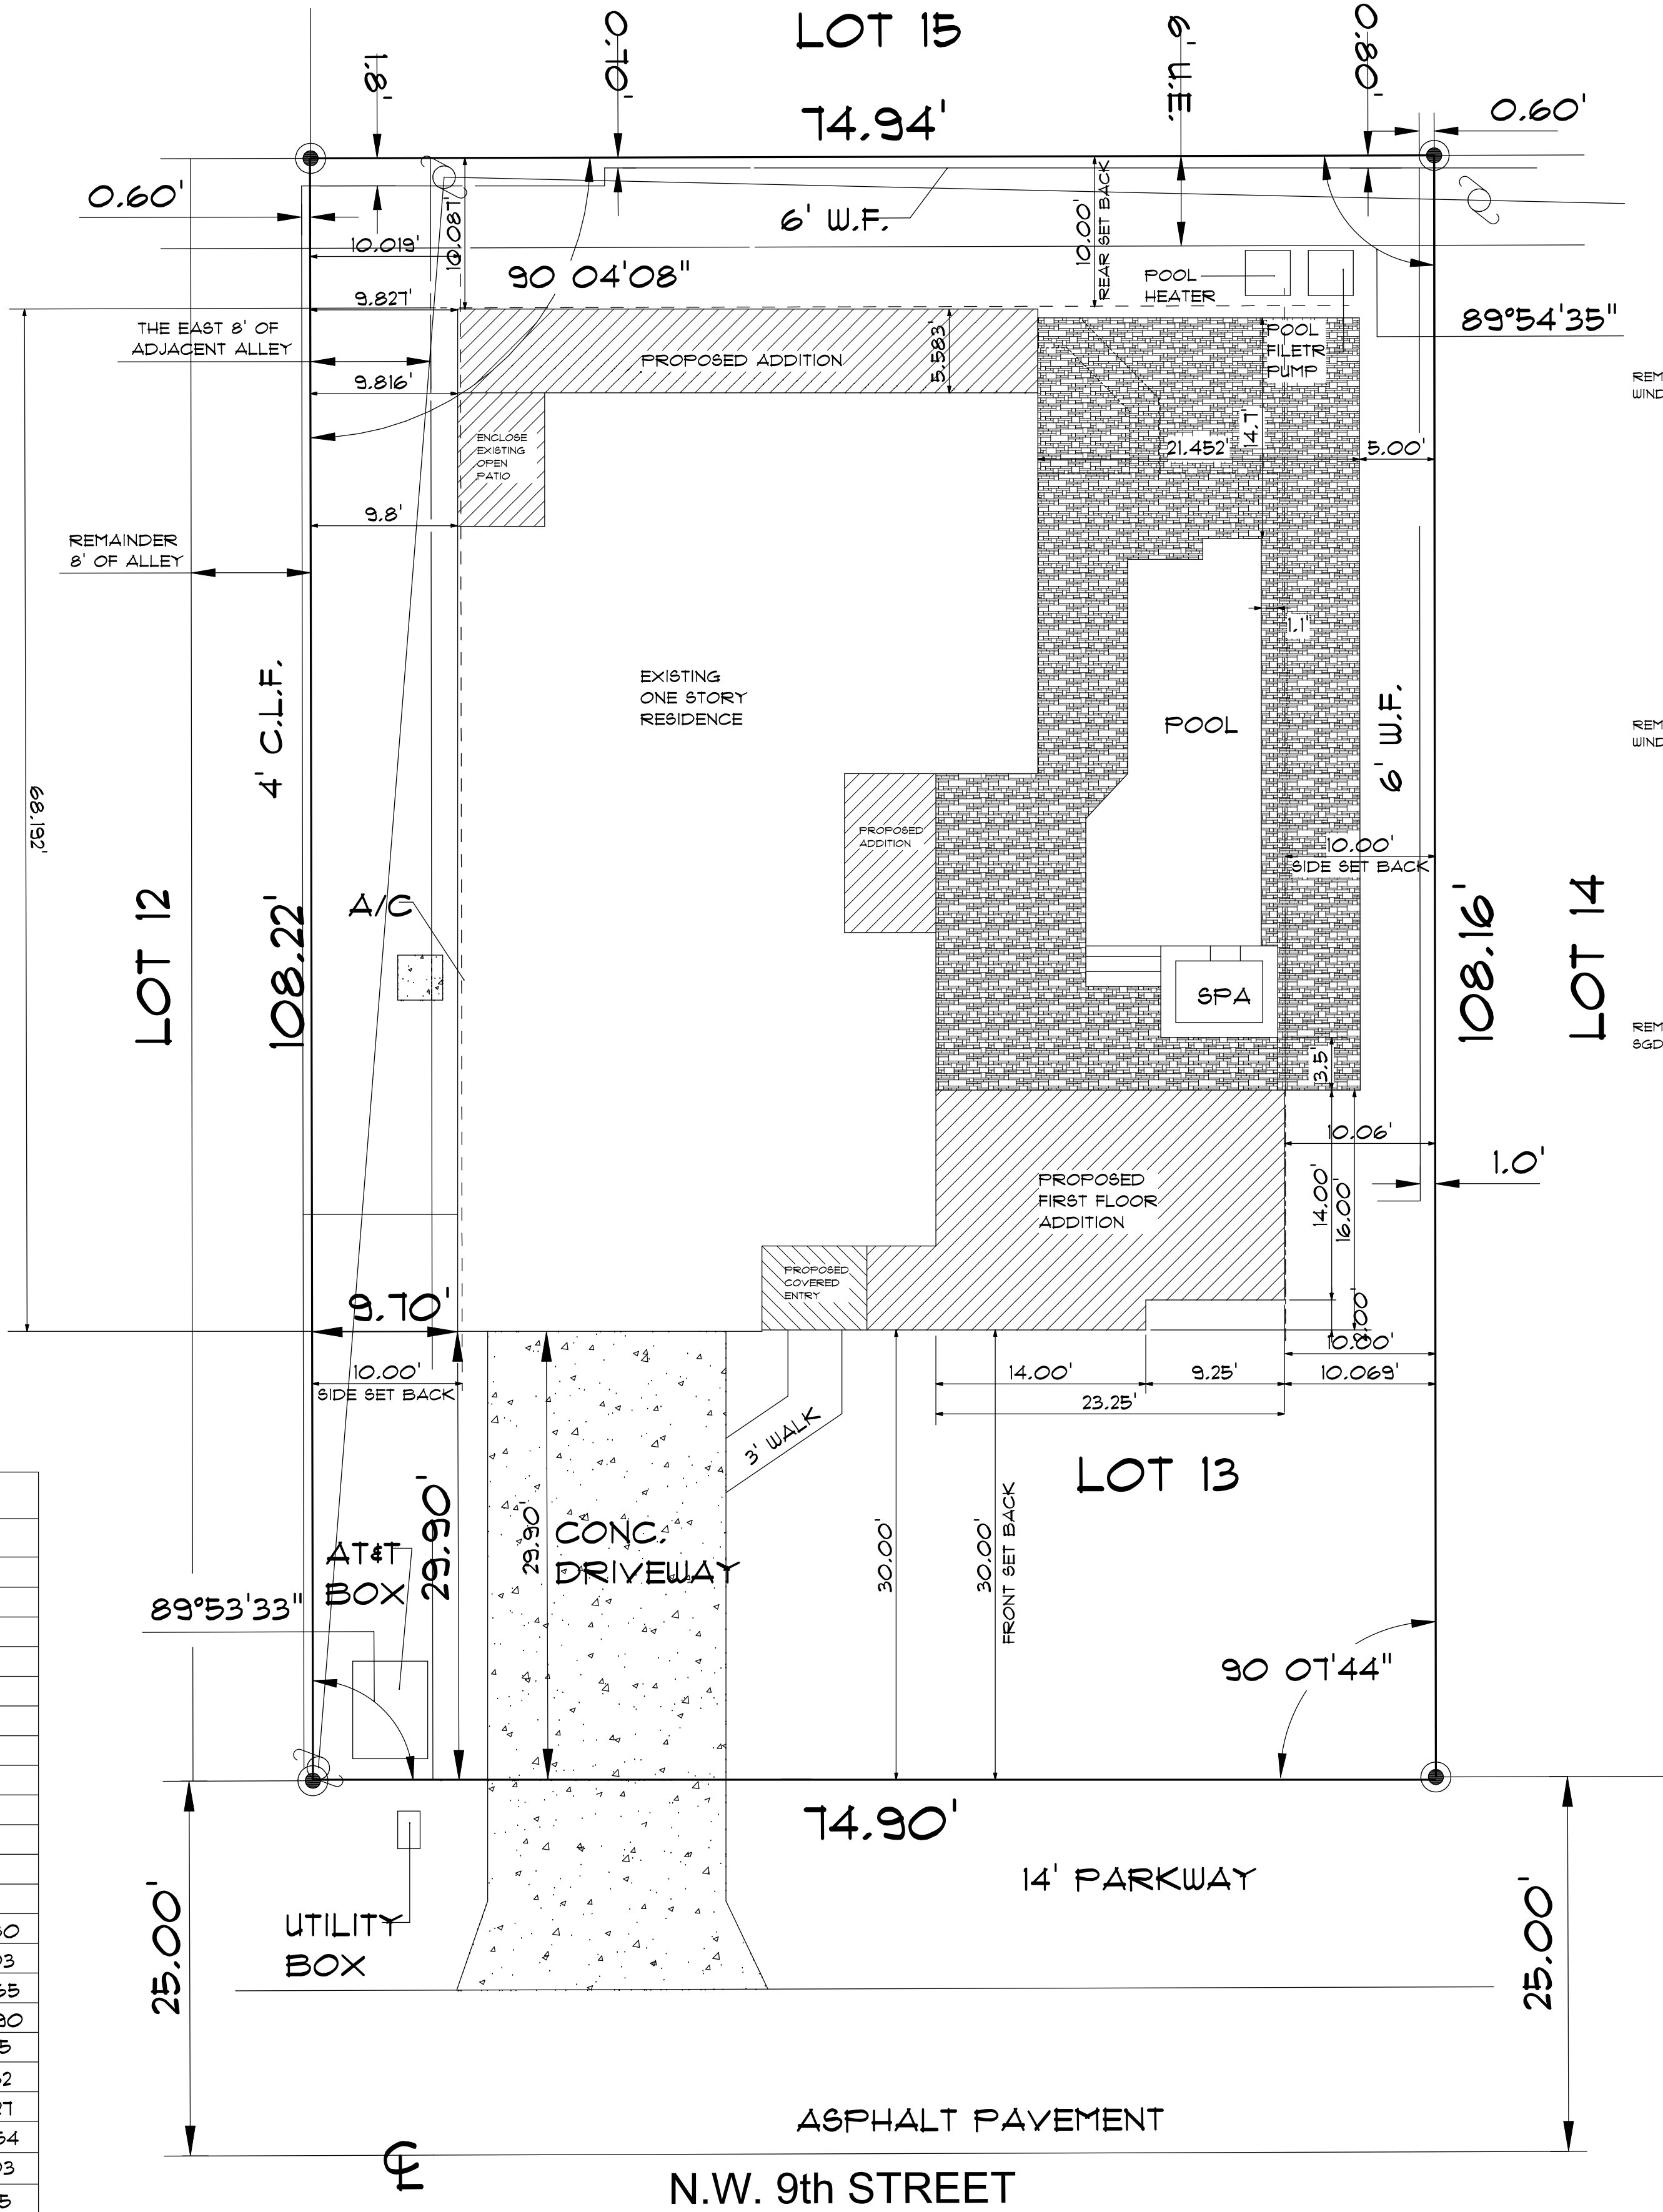 LOT 15
1.8'
0.70'
6' U.E.
0.80'
74.94'
0.60'
0.60'
6' W.F.
10.019'
10.087'
90 04'08"
10.00'
REAR SET BACK
POOL
HEATER
9.827'
THE EAST 8' OF
ADJACENT ALLEY
PROPOSED ADDITION
5.583'
POOL
FILETR
PUMP
89°54'35"
9.816'
ENCLOSE
EXISTING
OPEN
PATIO
14.7'
21.452'
5.00'
9.8'
REMAINDER
8' OF ALLEY
1.1'
EXISTING
ONE STORY
RESIDENCE
4' C.L.F.
POOL
6' W.F.
68.192'
PROPOSED
ADDITION
10.00'
SIDE SET BACK
LOT 12
108.22'
A/C
108.16'
LOT 14
SPA
3.5'
10.06'
PROPOSED
FIRST FLOOR
ADDITION
14.00'
16.00'
1.0'
PROPOSED
COVERED
ENTRY
9.70'
2.00'
10.00'
10.00'
SIDE SET BACK
14.00'
9.25'
10.069'
23.25'
3' WALK
LOT 13
29.90'
29.90'
CONC.
DRIVEWAY
30.00'
30.00'
FRONT SET BACK
AT&T
BOX
89°53'33"
90 07'44"
74.90'
14' PARKWAY
UTILITY
BOX
25.00'
25.00'
ASPHALT PAVEMENT
N.W. 9th STREET